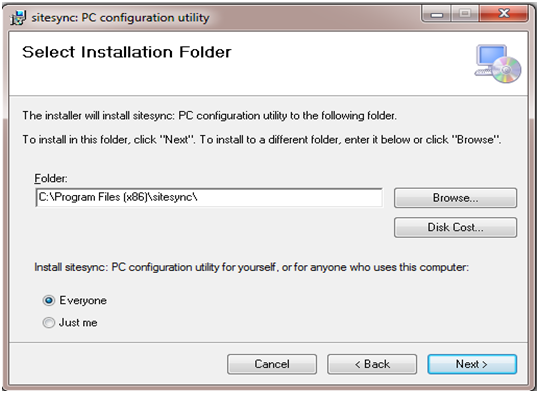 sitesync: PC configuration utility
Select Installation Folder
The installer will install sitesync: PC configuration utility to the following folder.
To install in this folder, click "Next". To install to a different folder, enter it below or click "Browse".
Folder:
C:\Program Files (x86)\sitesync\
Browse...
Disk Cost...
Install sitesync: PC configuration utility for yourself, or for anyone who uses this computer:
Everyone
Just me
Cancel
< Back
Next >